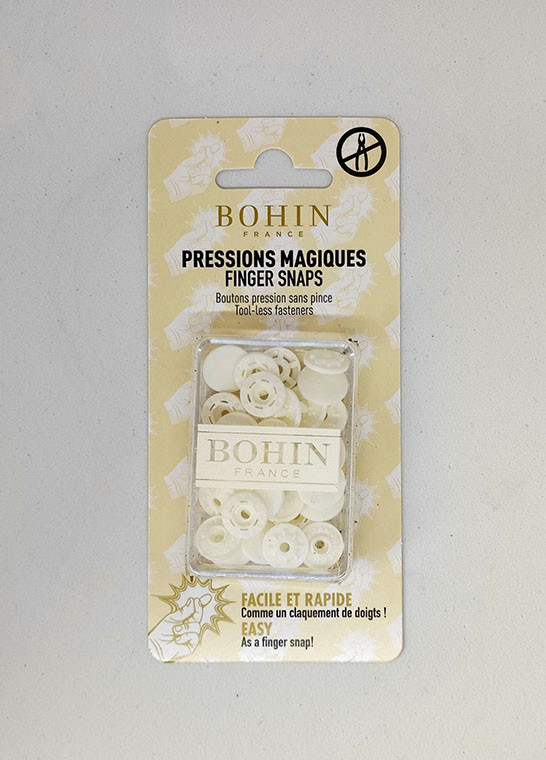 BOHIN
FRANCE
PRESSIONS MAGIQUES
FINGER SNAPS
Boutons pression sans pince
Tool-less fasteners
BOHIN
FRANCE
FACILE ET RAPIDE
Comme un claquement de doigts !
EASY
As a finger snap!